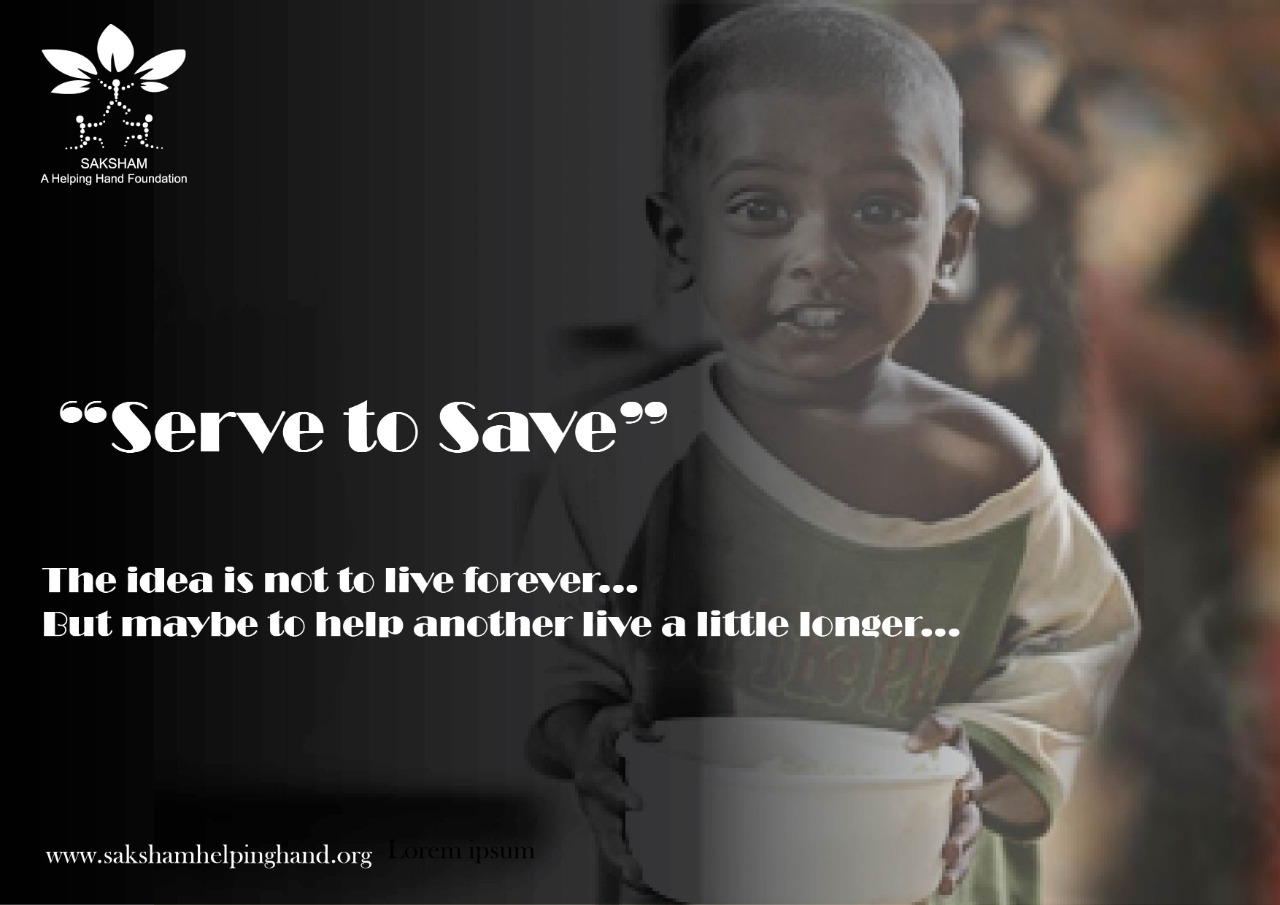 SAKSHAM
A Helping Hand Foundation
“Serve to Save”
The idea is not to live forever...
But maybe to help another live a little longer...
www.sakshamhelpinghand.org Lorem ipsum